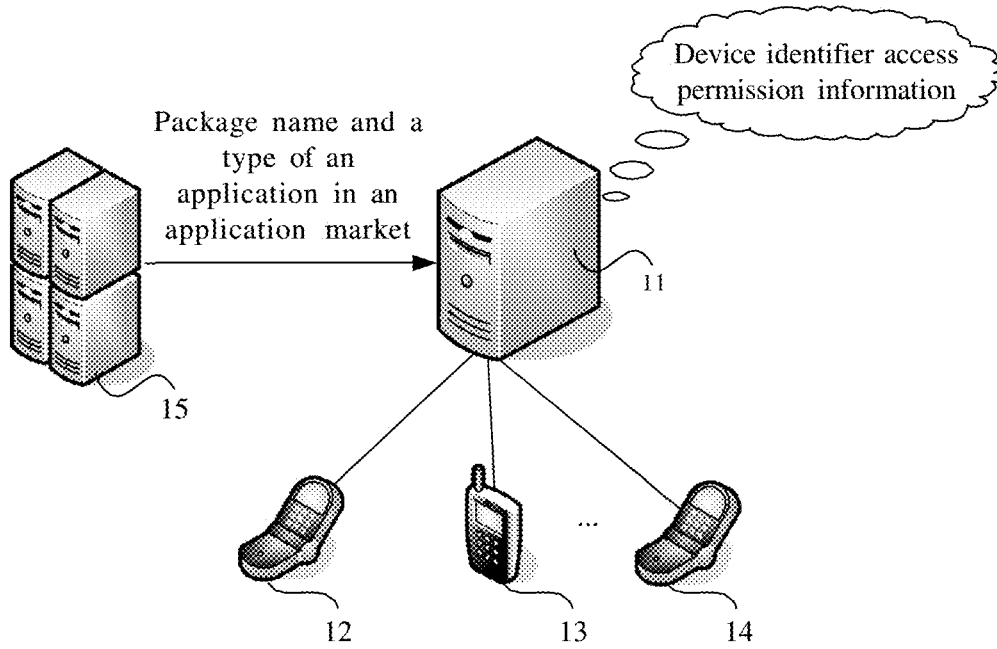 Device identifier access
permission information
Package name and a
type of an
application in an
application market
11
15
...
12
13
14